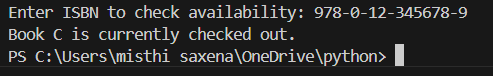 Enter ISBN to check availability: 978-0-12-345678-9
Book C is currently checked out.
PS C:\Users\misthi saxena\OneDrive\python>